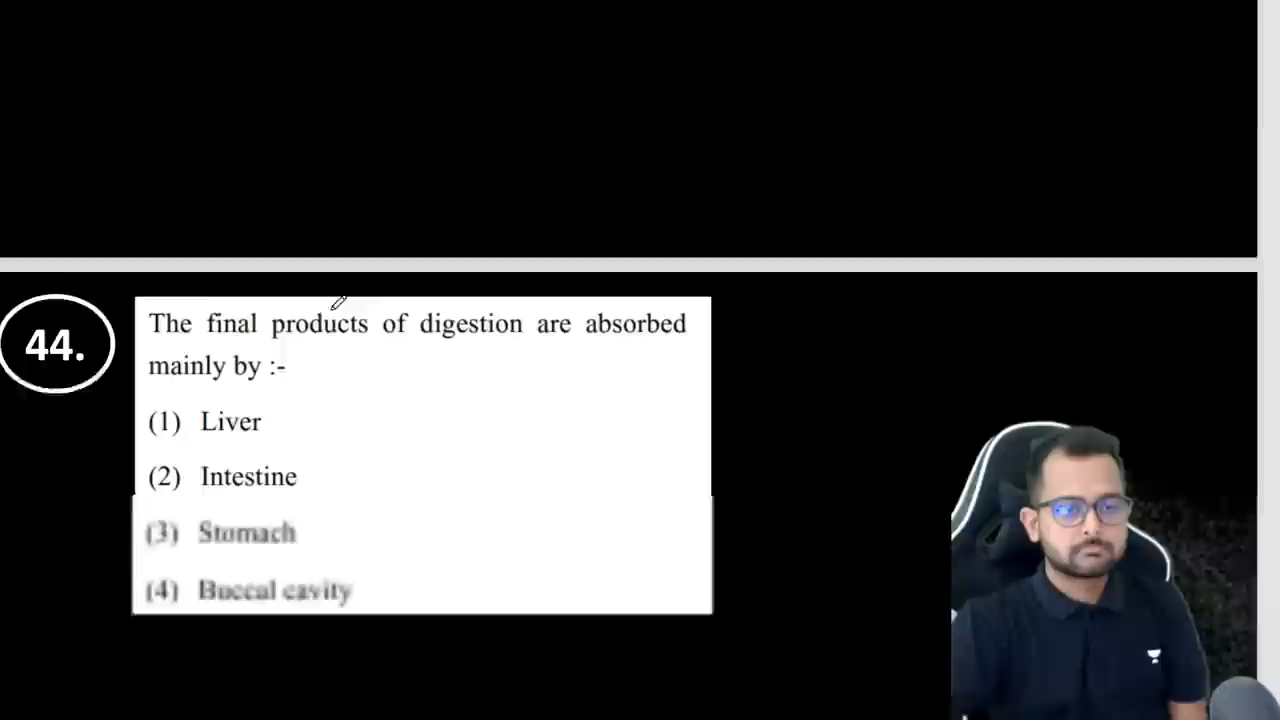 44.
The final products of digestion are absorbed
mainly by :-
(1) Liver
(2) Intestine
(3) Stomach
(4) Buccal cavity